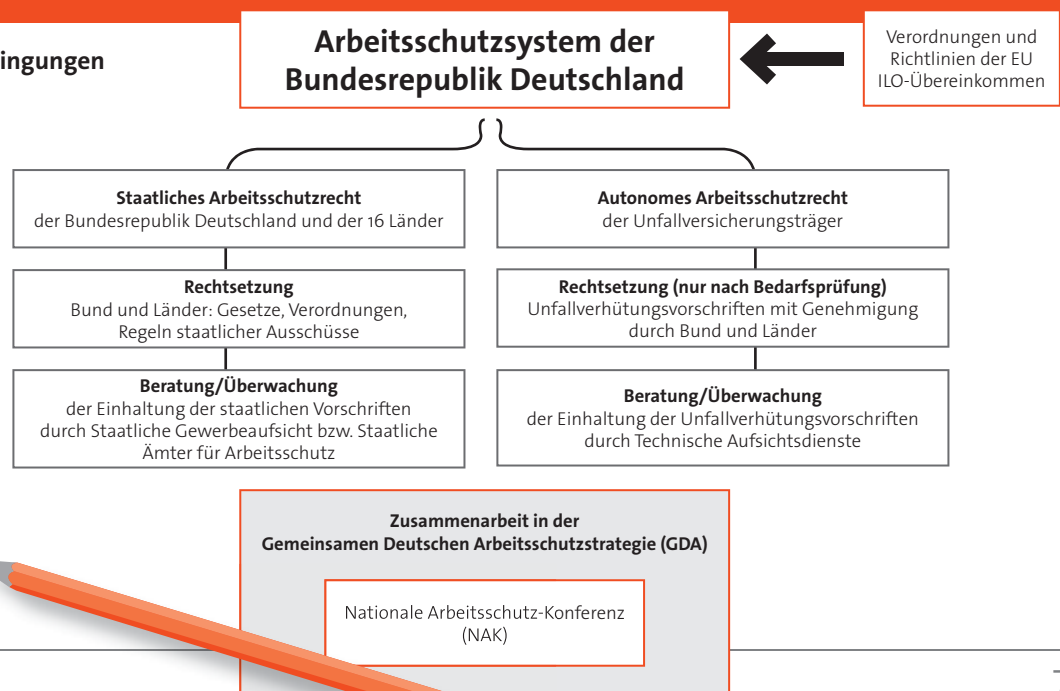 ingungen
Arbeitsschutzsystem der
Bundesrepublik Deutschland
Verordnungen und
Richtlinien der EU
ILO-Übereinkommen
Staatliches Arbeitsschutzrecht
der Bundesrepublik Deutschland und der 16 Länder
Autonomes Arbeitsschutzrecht
der Unfallversicherungsträger
Rechtsetzung
Bund und Länder: Gesetze, Verordnungen,
Regeln staatlicher Ausschüsse
Rechtsetzung (nur nach Bedarfsprüfung)
Unfallverhütungsvorschriften mit Genehmigung
durch Bund und Länder
Beratung/Überwachung
der Einhaltung der staatlichen Vorschriften
durch Staatliche Gewerbeaufsicht bzw. Staatliche
Ämter für Arbeitsschutz
Beratung/Überwachung
der Einhaltung der Unfallverhütungsvorschriften
durch Technische Aufsichtsdienste
Zusammenarbeit in der
Gemeinsamen Deutschen Arbeitsschutzstrategie (GDA)
Nationale Arbeitsschutz-Konferenz
(NAK)